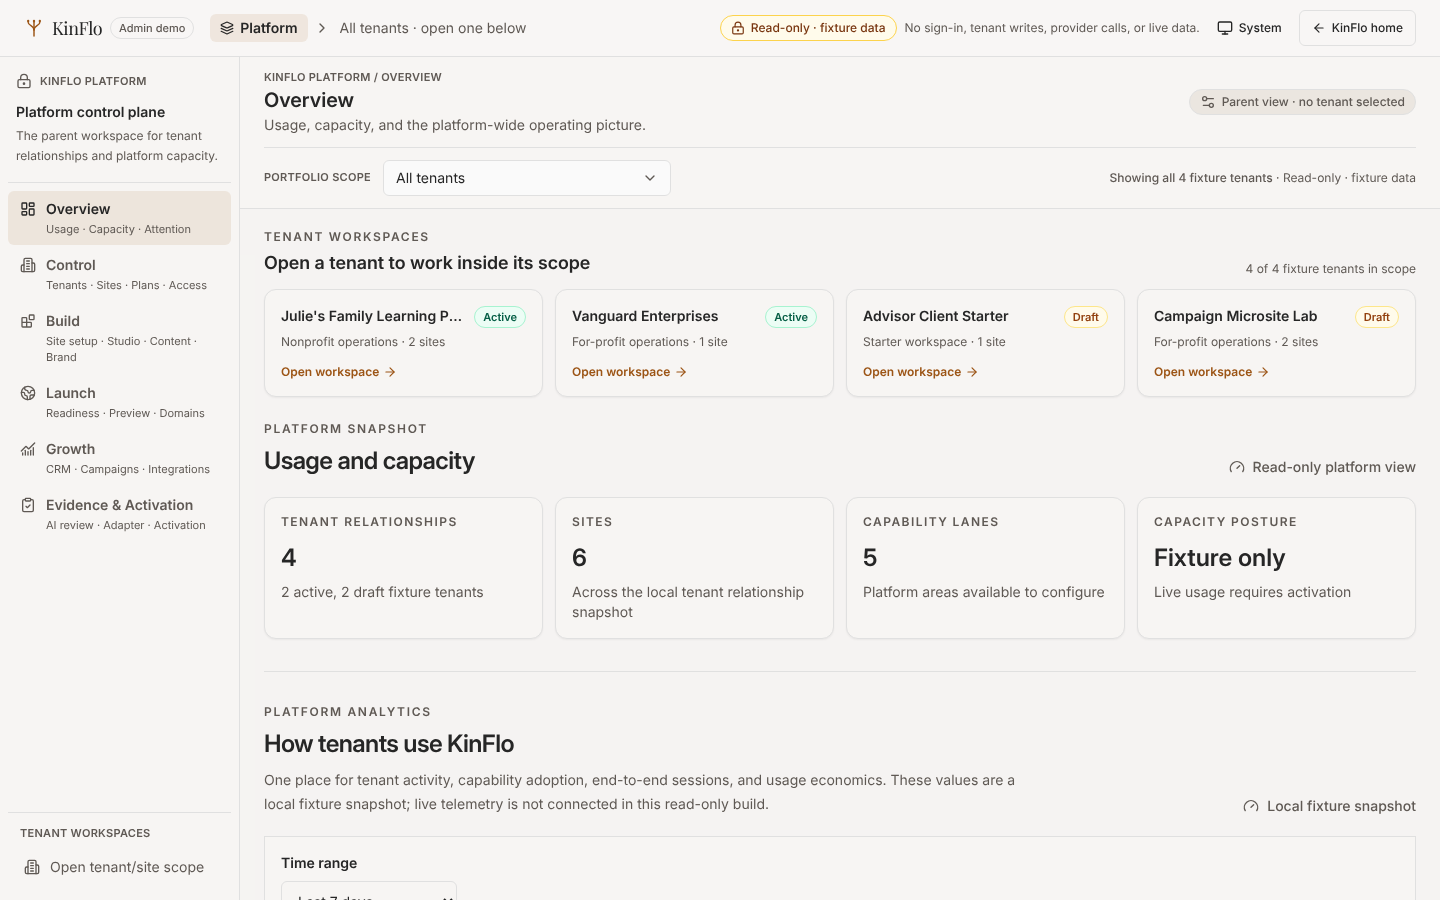 KinFlo
Admin demo
Platform
All tenants · open one below
Read-only · fixture data
No sign-in, tenant writes, provider calls, or live data.
System
KinFlo home
KINFLO PLATFORM
Platform control plane
The parent workspace for tenant
relationships and platform capacity.
Overview
Usage · Capacity · Attention
Control
Tenants · Sites · Plans · Access
Build
Site setup · Studio · Content ·
Brand
Launch
Readiness · Preview · Domains
Growth
CRM · Campaigns · Integrations
Evidence & Activation
AI review · Adapter · Activation
TENANT WORKSPACES
Open tenant/site scope
KINFLO PLATFORM / OVERVIEW
Overview
Usage, capacity, and the platform-wide operating picture.
Parent view · no tenant selected
PORTFOLIO SCOPE
All tenants
Showing all 4 fixture tenants · Read-only · fixture data
TENANT WORKSPACES
Open a tenant to work inside its scope
4 of 4 fixture tenants in scope
Julie's Family Learning P...
Active
Nonprofit operations · 2 sites
Open workspace
Vanguard Enterprises
Active
For-profit operations · 1 site
Open workspace
Advisor Client Starter
Draft
Starter workspace · 1 site
Open workspace
Campaign Microsite Lab
Draft
For-profit operations · 2 sites
Open workspace
PLATFORM SNAPSHOT
Usage and capacity
Read-only platform view
TENANT RELATIONSHIPS
4
2 active, 2 draft fixture tenants
SITES
6
Across the local tenant relationship
snapshot
CAPABILITY LANES
5
Platform areas available to configure
CAPACITY POSTURE
Fixture only
Live usage requires activation
PLATFORM ANALYTICS
How tenants use KinFlo
One place for tenant activity, capability adoption, end-to-end sessions, and usage economics. These values are a
local fixture snapshot; live telemetry is not connected in this read-only build.
Local fixture snapshot
Time range
Last 7 days